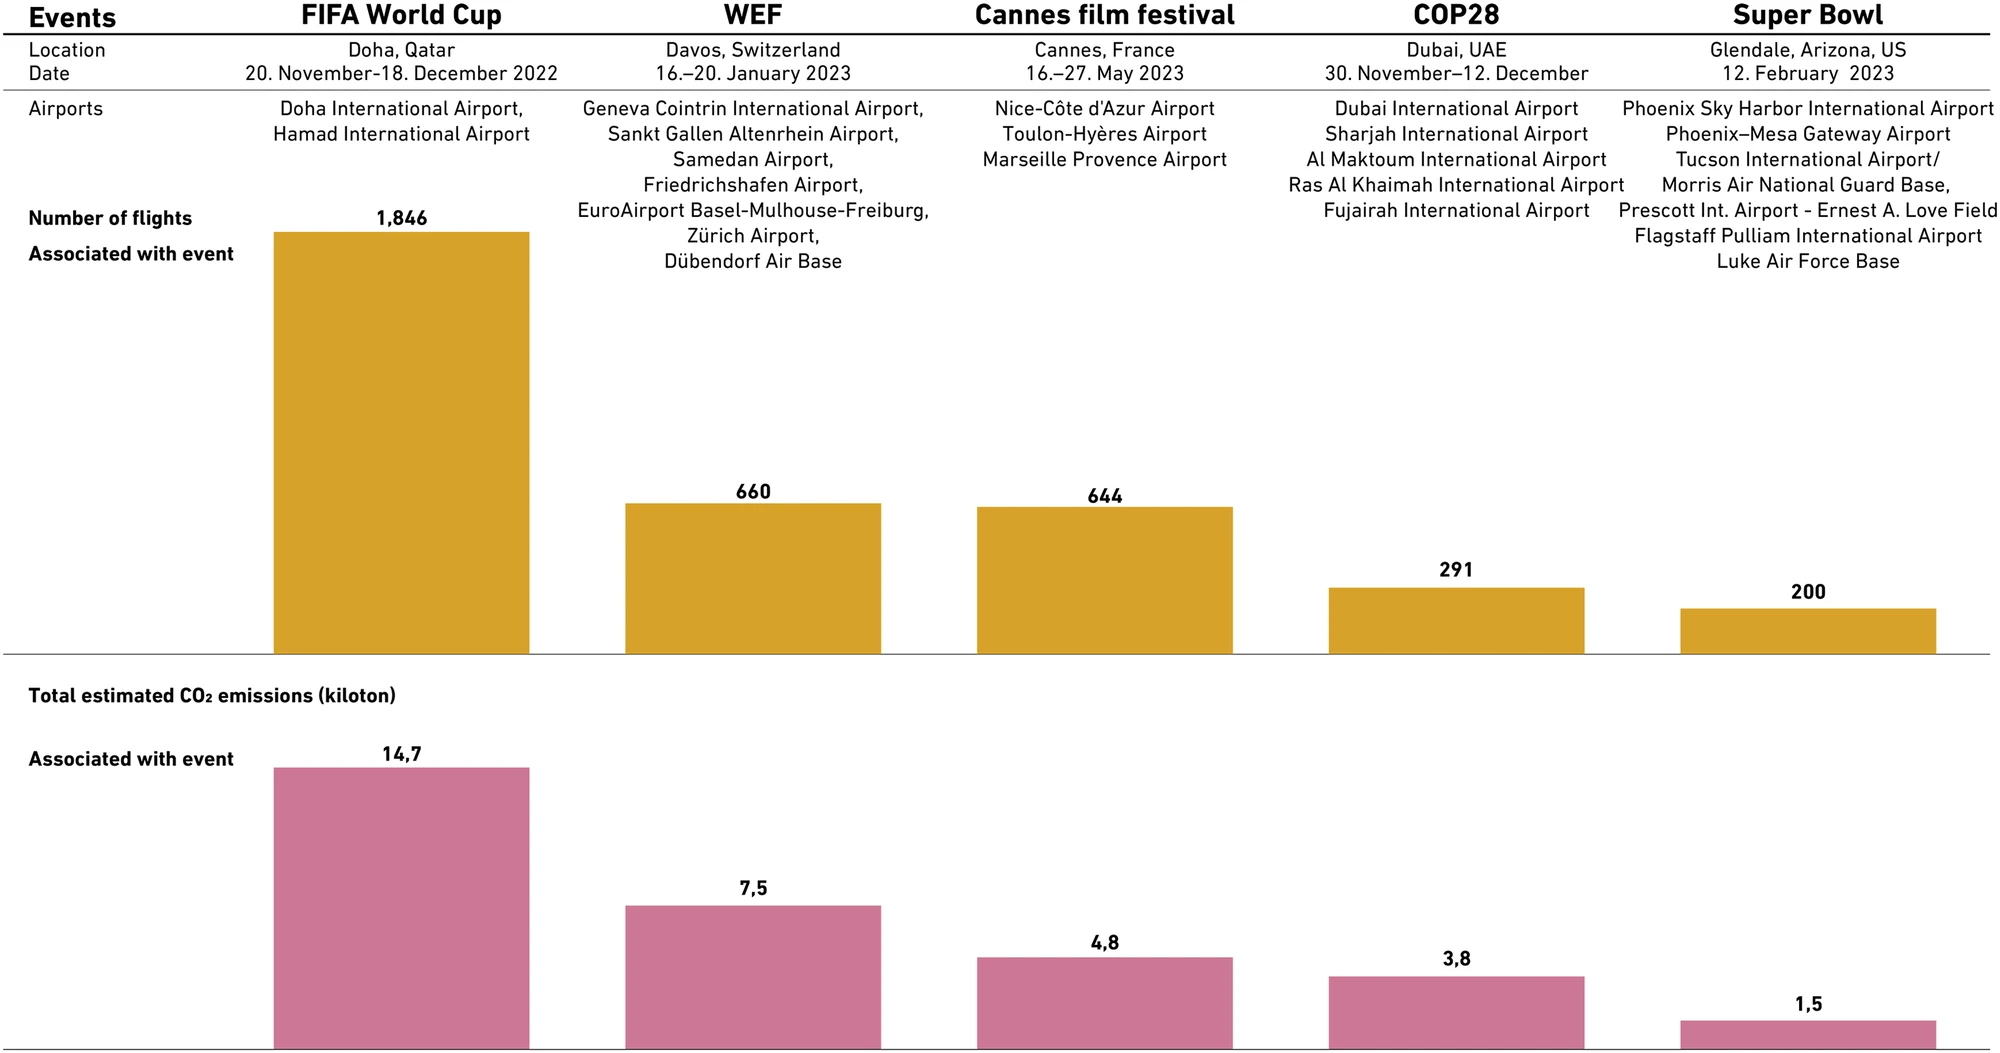 Events FIFA World Cup WEF Cannes film festival COP28 Super Bowl
Location Doha, Qatar Davos, Switzerland Cannes, France Dubai, UAE Glendale, Arizona, US
Date 20. November-18. December 2022 16.–20. January 2023 16.–27. May 2023 30. November–12. December 12. February 2023
Airports Doha International Airport, Geneva Cointrin International Airport, Nice-Côte d'Azur Airport Dubai International Airport Phoenix Sky Harbor International Airport
Hamad International Airport Sankt Gallen Altenrhein Airport, Toulon-Hyères Airport Sharjah International Airport Phoenix–Mesa Gateway Airport
Samedan Airport, Marseille Provence Airport Al Maktoum International Airport Tucson International Airport/
Friedrichshafen Airport, Ras Al Khaimah International Airport Morris Air National Guard Base,
EuroAirport Basel-Mulhouse-Freiburg, Fujairah International Airport Prescott Int. Airport - Ernest A. Love Field
Number of flights 1,846 Zürich Airport, Flagstaff Pulliam International Airport
Associated with event Dübendorf Air Base Luke Air Force Base
660 644 291 200
Total estimated CO₂ emissions (kiloton)
Associated with event 14,7 7,5 4,8 3,8 1,5